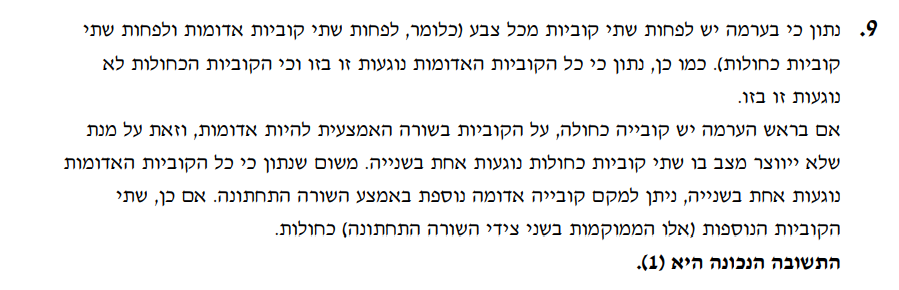 9. נתון כי בערמה יש לפחות שתי קוביות מכל צבע (כלומר, לפחות שתי קוביות אדומות ולפחות שתי
קוביות כחולות). כמו כן, נתון כי כל הקוביות האדומות נוגעות זו בזו וכי הקוביות הכחולות לא
נוגעות זו בזו.
אם בראש הערמה יש קובייה כחולה, על הקוביות בשורה האמצעית להיות אדומות, וזאת על מנת
שלא ייווצר מצב בו שתי קוביות כחולות נוגעות אחת בשנייה. משום שנתון כי כל הקוביות האדומות
נוגעות אחת בשנייה, ניתן למקם קובייה אדומה נוספת באמצע השורה התחתונה. אם כן, שתי
הקוביות הנוספות (אלו הממוקמות בשני צידי השורה התחתונה) כחולות.
התשובה הנכונה היא (1).